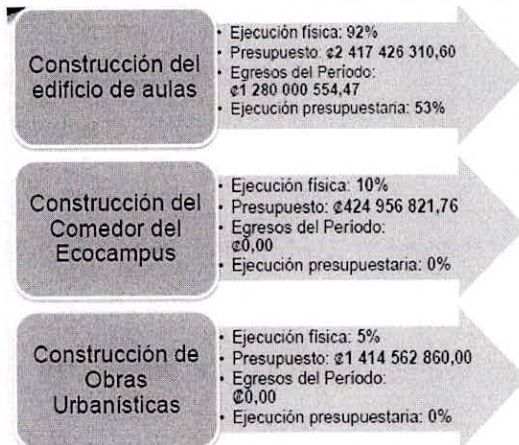 Construcción del
edificio de aulas
• Ejecución física: 92%
• Presupuesto: ₡2 417 426 310,60
• Egresos del Período:
₡1 280 000 554,47
• Ejecución presupuestaria: 53%
Construcción del
Comedor del
Ecocampus
• Ejecución física: 10%
• Presupuesto: ₡424 956 821,76
• Egresos del Período:
₡0,00
• Ejecución presupuestaria: 0%
Construcción de
Obras
Urbanísticas
• Ejecución física: 5%
• Presupuesto: ₡1 414 562 860,00
• Egresos del Período:
₡0,00
• Ejecución presupuestaria: 0%